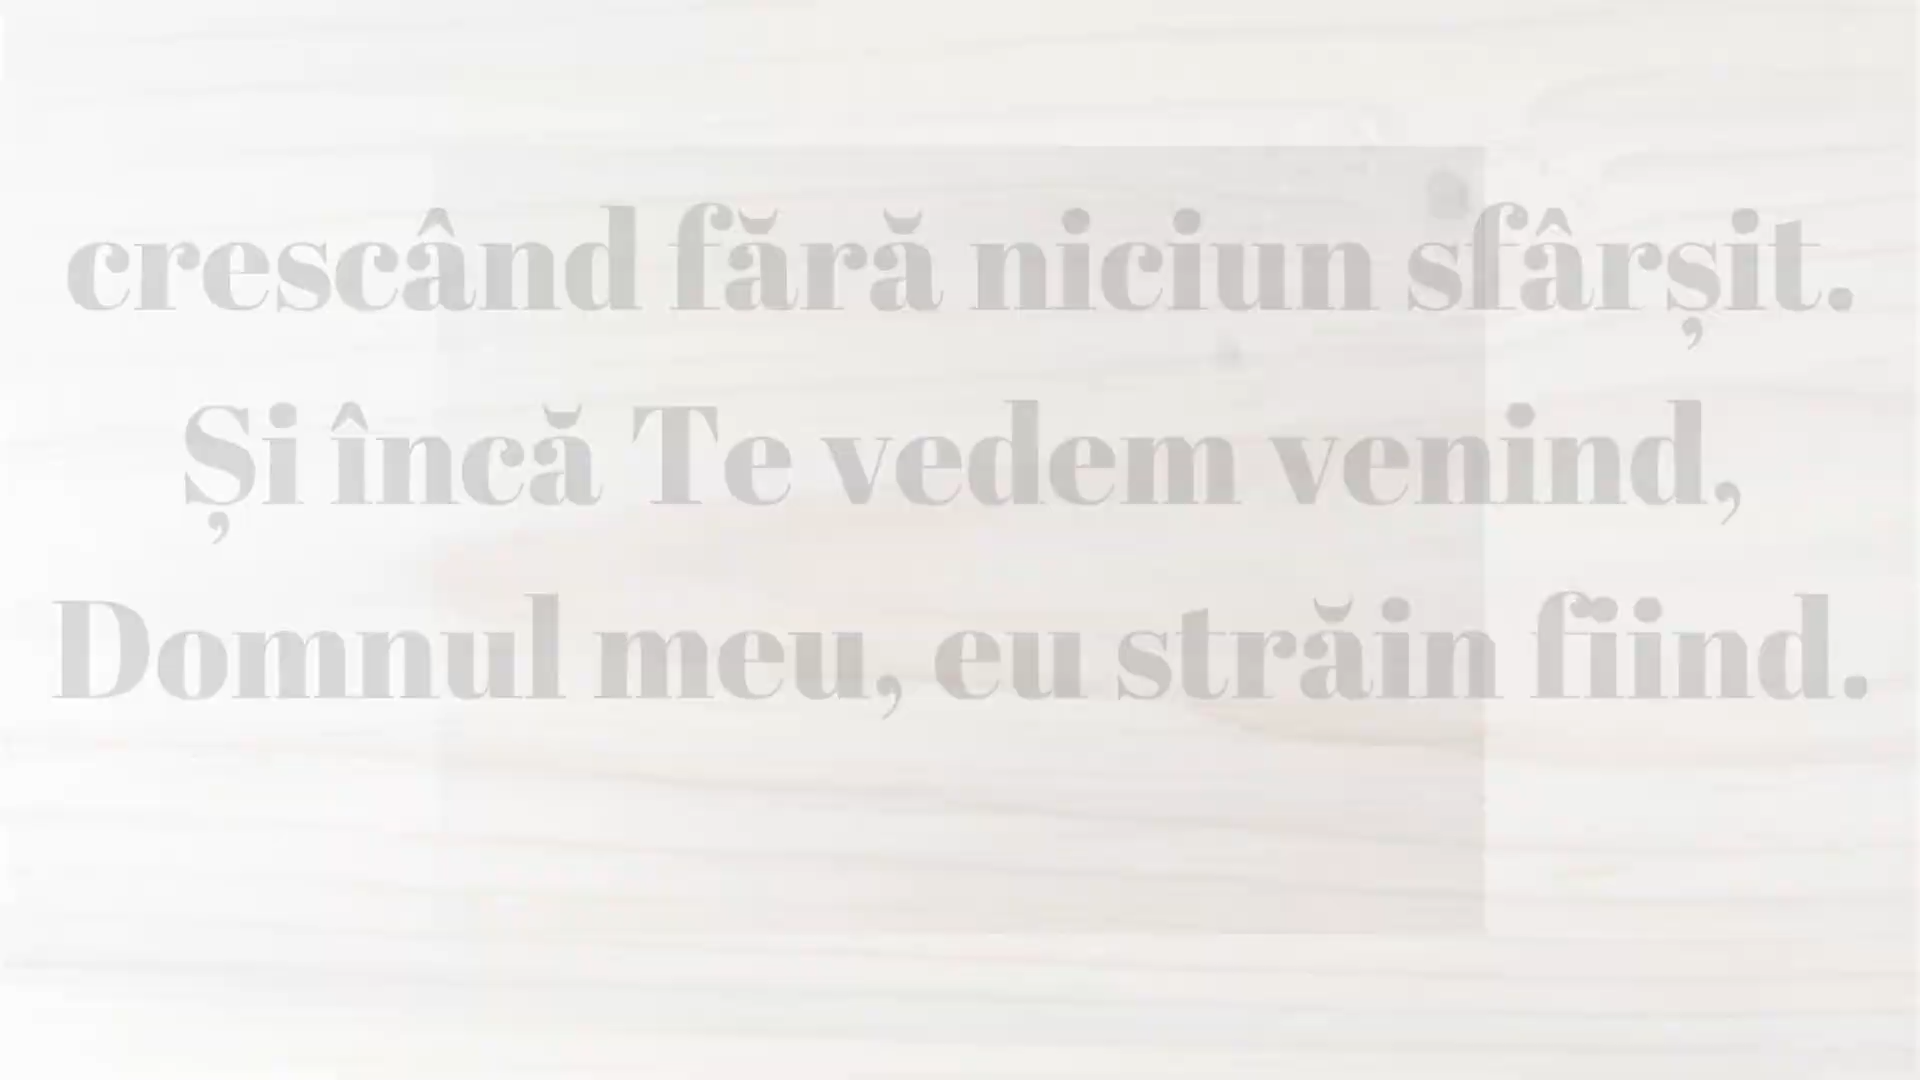 crescând fără niciun sfârșit.
Și încă Te vedem venind,
Domnul meu, eu străin fiind.